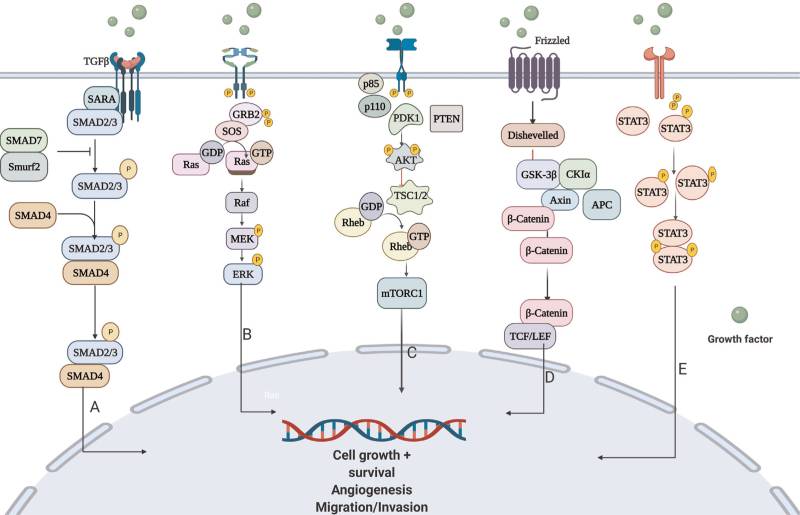 TGFβ
SARA
SMAD2/3
SMAD7
Smurf2
P
SMAD2/3
SMAD4
P
SMAD2/3
SMAD4
P
SMAD2/3
SMAD4
A
P P
GRB2
P
P
SOS
GDP
GTP
Ras
Ras
Raf
MEK
P
ERK
P
B
Ras
p85
P P
p110
PDK1
PTEN
P P
AKT
TSC1/2
GDP
Rheb
GTP
Rheb
mTORC1
C
Frizzled
Dishevelled
GSK-3β
CKIα
Axin
APC
β-Catenin
β-Catenin
β-Catenin
TCF/LEF
D
P
P
P
STAT3
STAT3
P
P
STAT3
STAT3
STAT3
P P
STAT3
E
Growth factor
Cell growth +
survival
Angiogenesis
Migration/Invasion